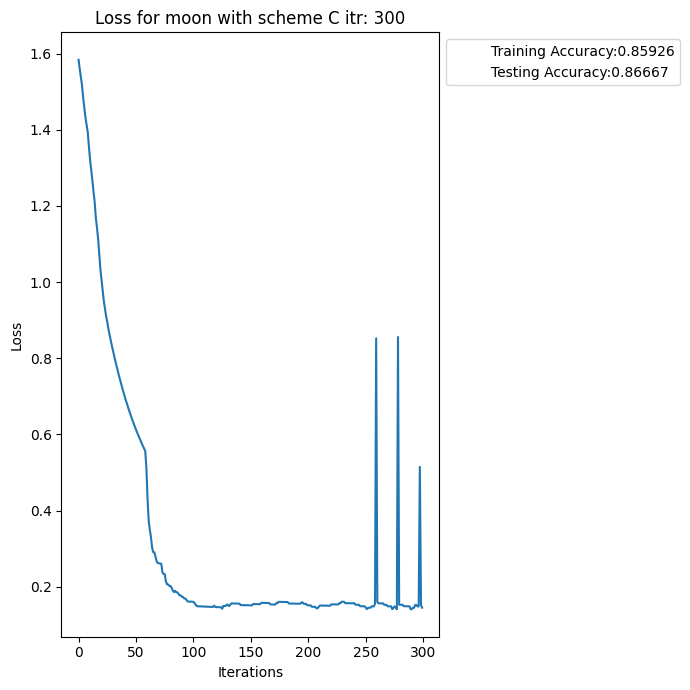 Loss for moon with scheme C itr: 300
Training Accuracy:0.85926
Testing Accuracy:0.86667
1.6
1.4
1.2
1.0
0.8
0.6
0.4
0.2
Loss
0 50 100 150 200 250 300
Iterations